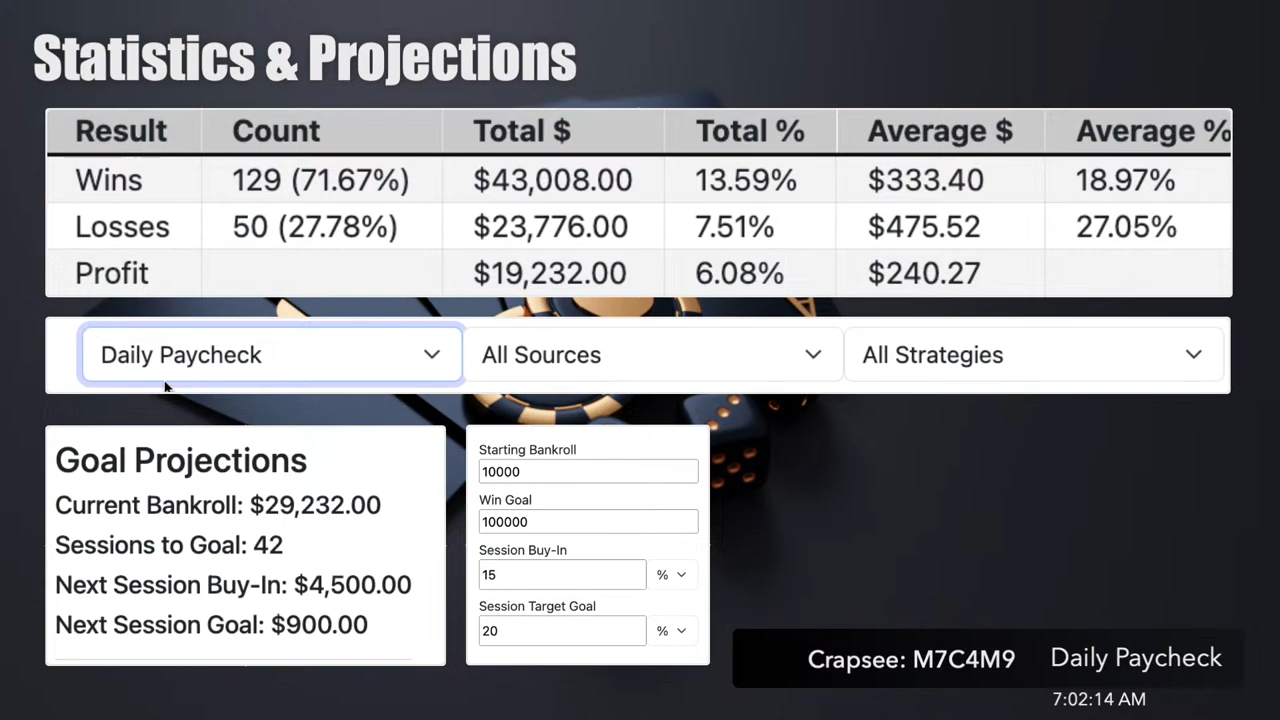 Statistics & Projections
Result Count Total $ Total % Average $ Average %
Wins 129 (71.67%) $43,008.00 13.59% $333.40 18.97%
Losses 50 (27.78%) $23,776.00 7.51% $475.52 27.05%
Profit $19,232.00 6.08% $240.27
Daily Paycheck All Sources All Strategies
Goal Projections
Current Bankroll: $29,232.00
Sessions to Goal: 42
Next Session Buy-In: $4,500.00
Next Session Goal: $900.00
Starting Bankroll
10000
Win Goal
100000
Session Buy-In
15 %
Session Target Goal
20 %
Crapsee: M7C4M9 Daily Paycheck
7:02:14 AM